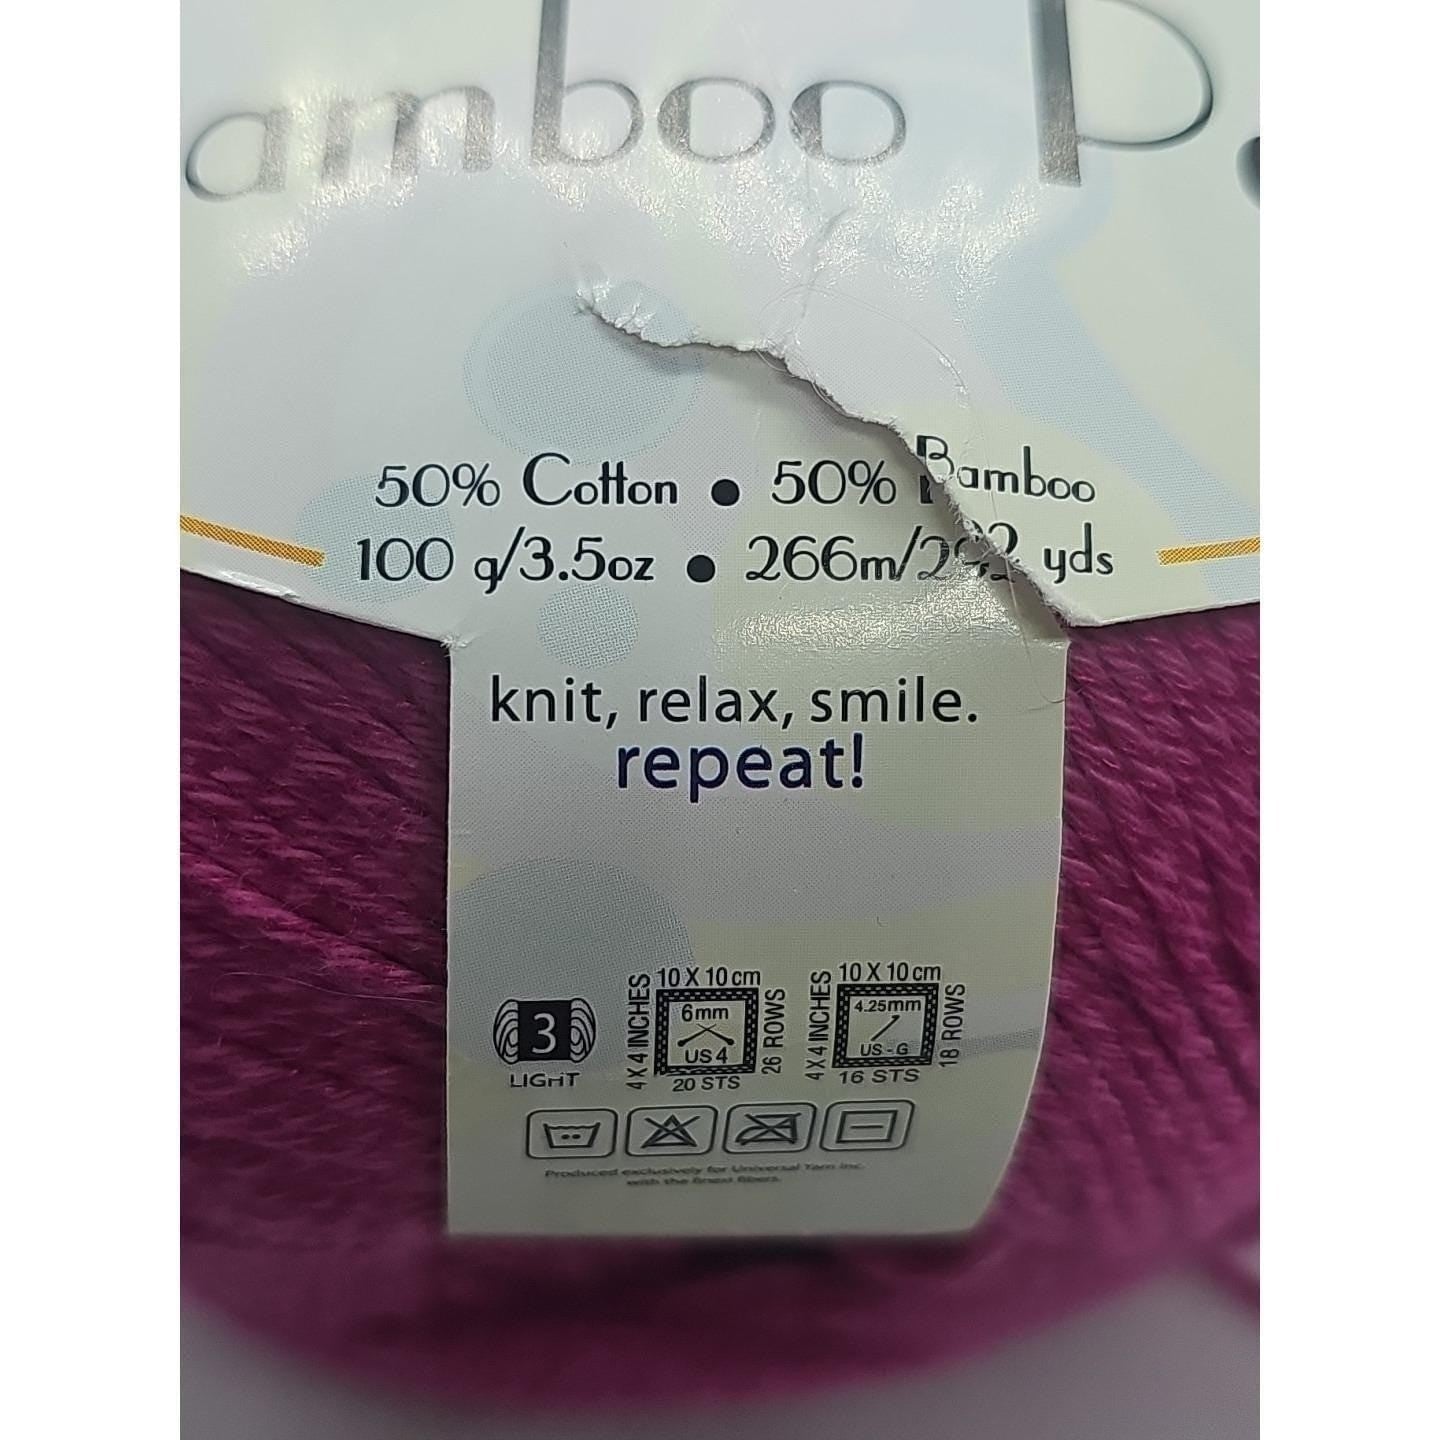 amboo P
50% Cotton • 50% Bamboo
100 g/3.5oz • 266m/292 yds
knit, relax, smile.
repeat!
3
LIGHT
4 X 4 INCHES
10 X 10 cm
6mm
US 4
26 ROWS
20 STS
4 X 4 INCHES
10 X 10 cm
4.25mm
US - G
18 ROWS
16 STS
Produced exclusively for Universal Yarn Inc.
with the finest fibers.